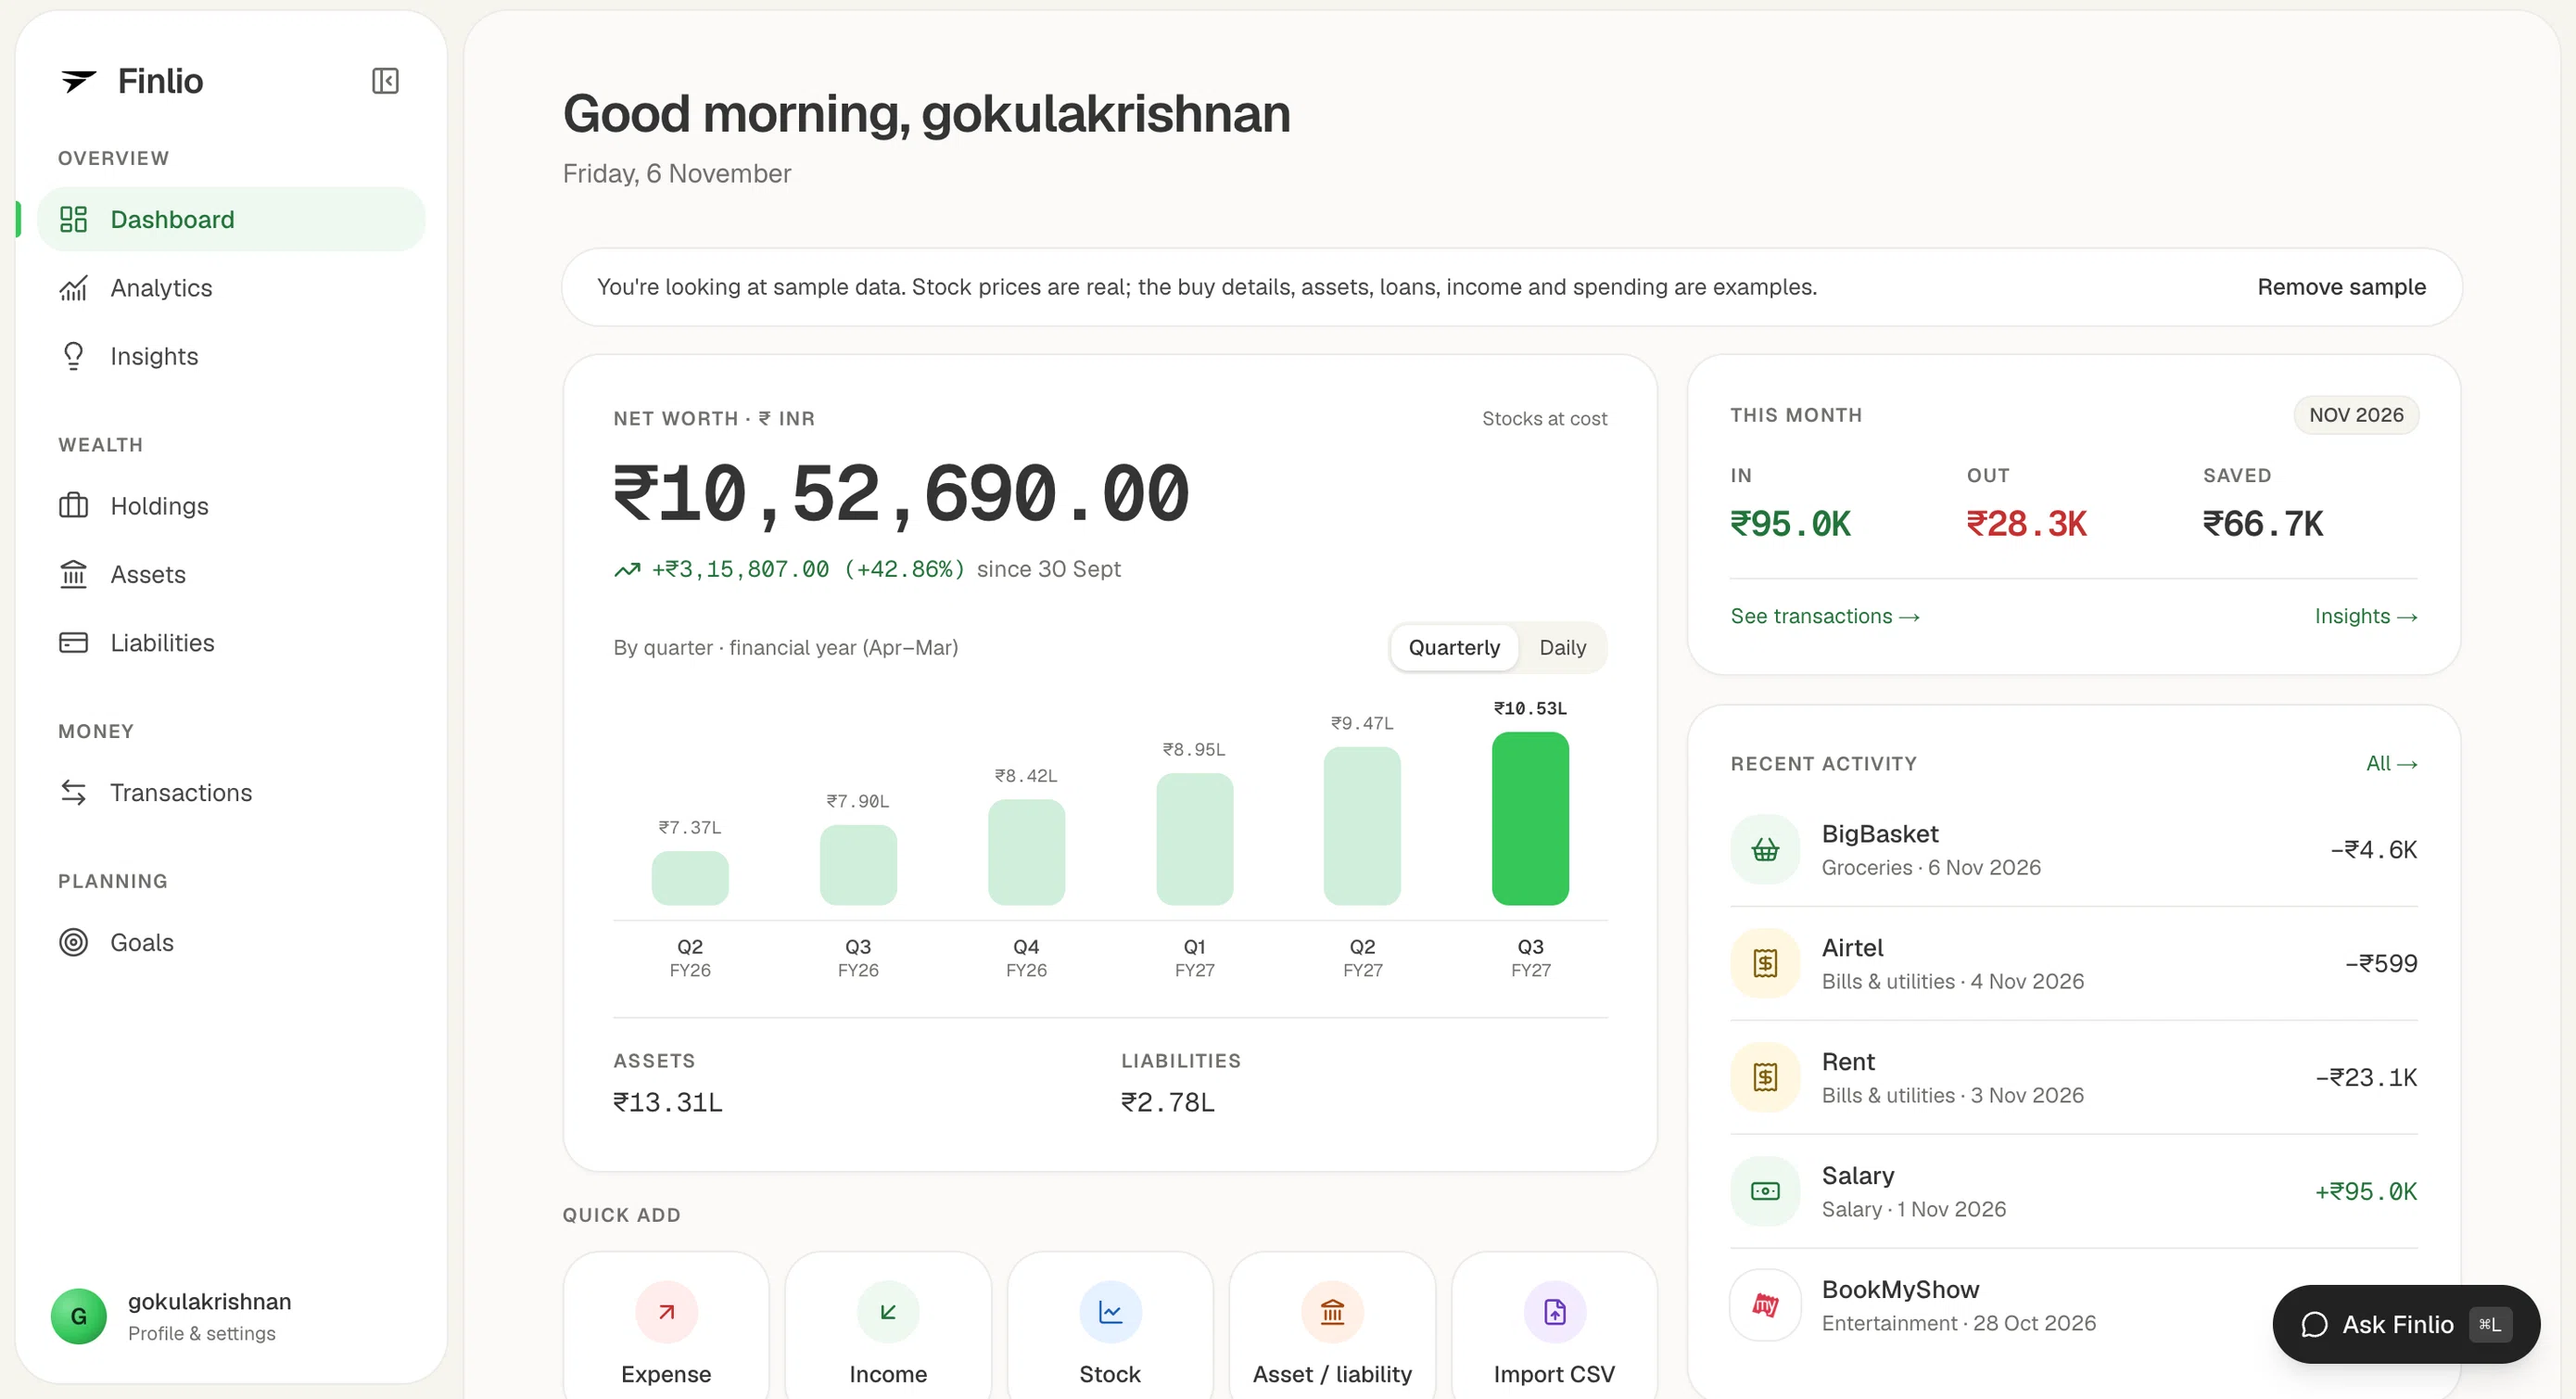 Finlio
OVERVIEW
Dashboard
Analytics
Insights
WEALTH
Holdings
Assets
Liabilities
MONEY
Transactions
PLANNING
Goals
G
gokulakrishnan
Profile & settings
Good morning, gokulakrishnan
Friday, 6 November
You're looking at sample data. Stock prices are real; the buy details, assets, loans, income and spending are examples.
Remove sample
NET WORTH · ₹ INR
Stocks at cost
₹10,52,690.00
+₹3,15,807.00 (+42.86%) since 30 Sept
By quarter · financial year (Apr–Mar)
Quarterly
Daily
₹7.37L
₹7.90L
₹8.42L
₹8.95L
₹9.47L
₹10.53L
Q2
FY26
Q3
FY26
Q4
FY26
Q1
FY27
Q2
FY27
Q3
FY27
ASSETS
₹13.31L
LIABILITIES
₹2.78L
QUICK ADD
Expense
Income
Stock
Asset / liability
Import CSV
THIS MONTH
NOV 2026
IN
₹95.0K
OUT
₹28.3K
SAVED
₹66.7K
See transactions →
Insights →
RECENT ACTIVITY
All →
BigBasket
Groceries · 6 Nov 2026
−₹4.6K
Airtel
Bills & utilities · 4 Nov 2026
−₹599
Rent
Bills & utilities · 3 Nov 2026
−₹23.1K
Salary
Salary · 1 Nov 2026
+₹95.0K
my
BookMyShow
Entertainment · 28 Oct 2026
Ask Finlio
⌘L